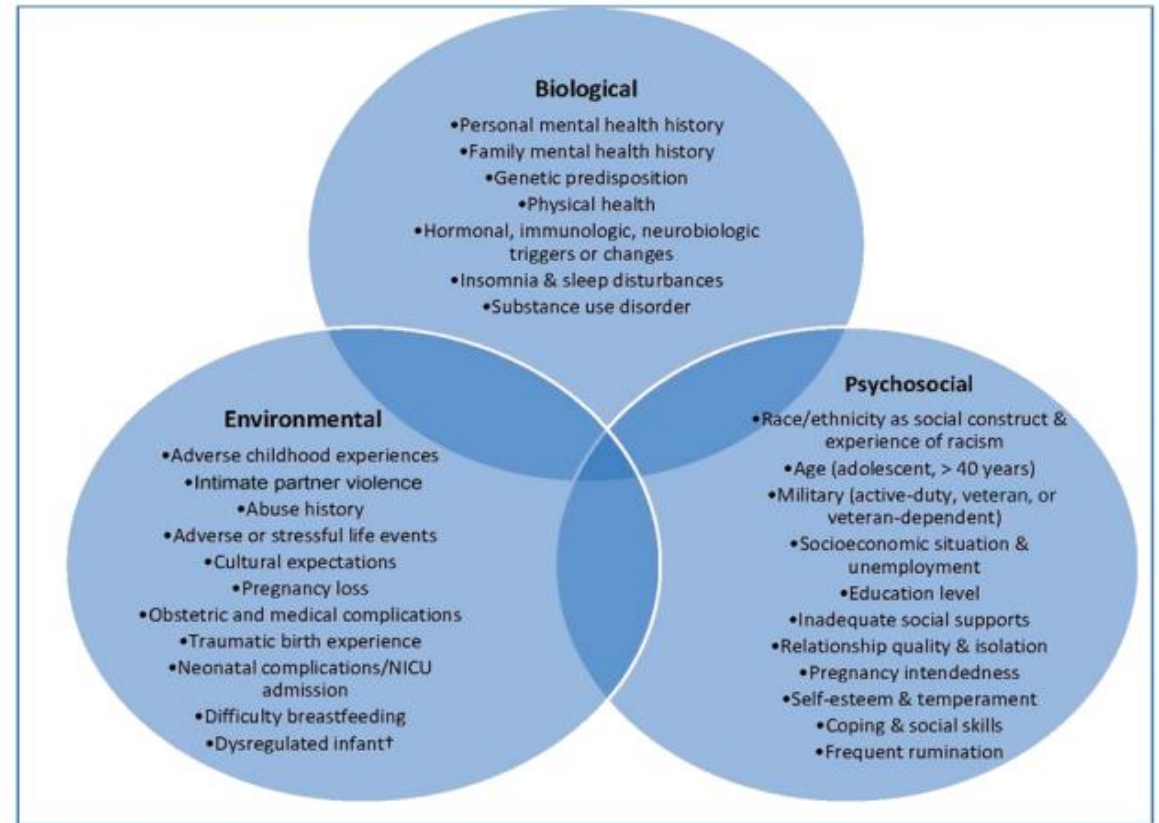 Biological
•Personal mental health history
•Family mental health history
•Genetic predisposition
•Physical health
•Hormonal, immunologic, neurobiologic
triggers or changes
•Insomnia & sleep disturbances
•Substance use disorder
Environmental
•Adverse childhood experiences
•Intimate partner violence
•Abuse history
•Adverse or stressful life events
•Cultural expectations
•Pregnancy loss
•Obstetric and medical complications
•Traumatic birth experience
•Neonatal complications/NICU
admission
•Difficulty breastfeeding
•Dysregulated infant†
Psychosocial
•Race/ethnicity as social construct &
experience of racism
•Age (adolescent, > 40 years)
•Military (active-duty, veteran, or
veteran-dependent)
•Socioeconomic situation &
unemployment
•Education level
•Inadequate social supports
•Relationship quality & isolation
•Pregnancy intendedness
•Self-esteem & temperament
•Coping & social skills
•Frequent rumination